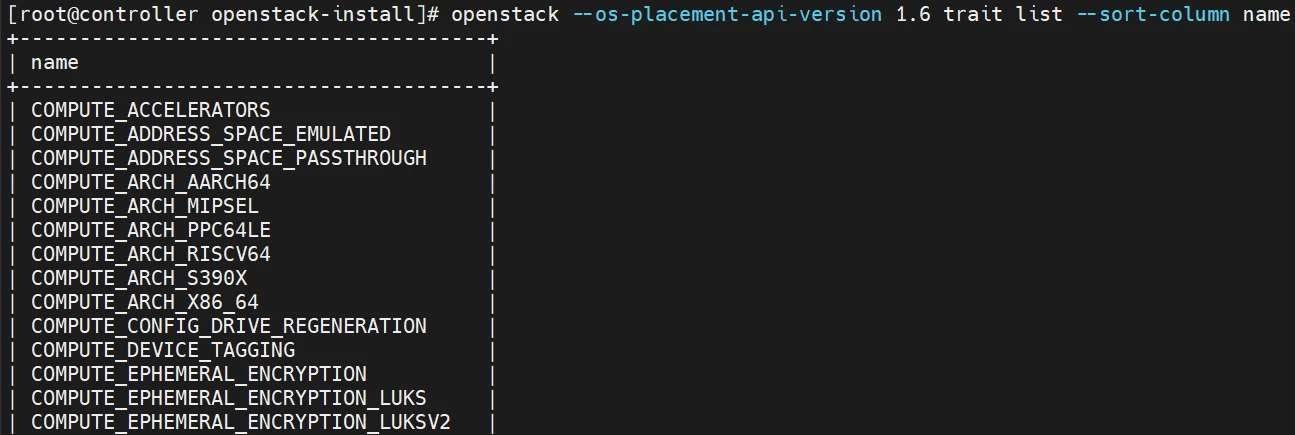 [root@controller openstack-install]# openstack --os-placement-api-version 1.6 trait list --sort-column name
+---------------------------------------+
| name                                  |
+---------------------------------------+
| COMPUTE_ACCELERATORS                  |
| COMPUTE_ADDRESS_SPACE_EMULATED        |
| COMPUTE_ADDRESS_SPACE_PASSTHROUGH     |
| COMPUTE_ARCH_AARCH64                  |
| COMPUTE_ARCH_MIPSEL                   |
| COMPUTE_ARCH_PPC64LE                  |
| COMPUTE_ARCH_RISCV64                  |
| COMPUTE_ARCH_S390X                    |
| COMPUTE_ARCH_X86_64                   |
| COMPUTE_CONFIG_DRIVE_REGENERATION     |
| COMPUTE_DEVICE_TAGGING                |
| COMPUTE_EPHEMERAL_ENCRYPTION          |
| COMPUTE_EPHEMERAL_ENCRYPTION_LUKS     |
| COMPUTE_EPHEMERAL_ENCRYPTION_LUKSV2   |